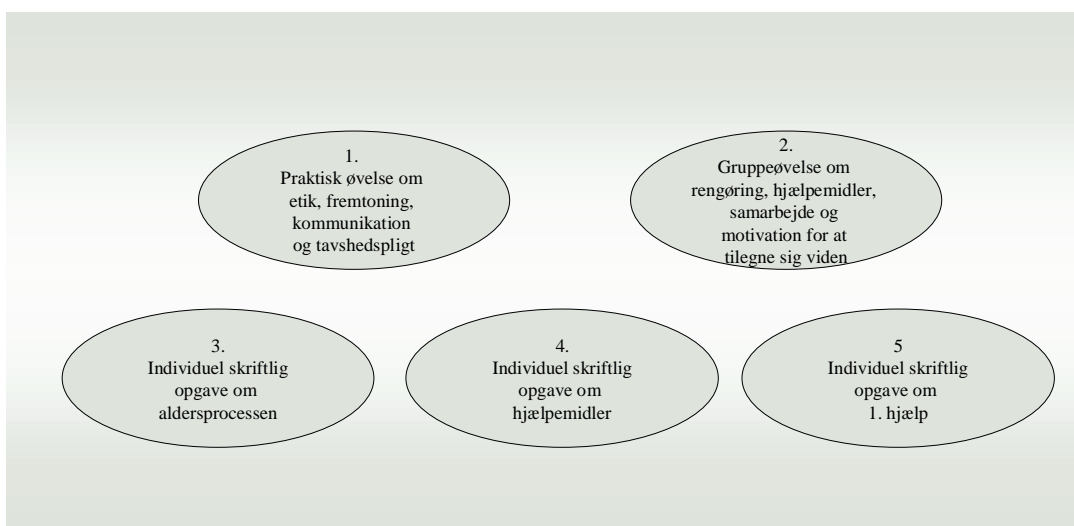 1.
Praktisk øvelse om
etik, fremtoning,
kommunikation
og tavshedspligt
2.
Gruppeøvelse om
rengøring, hjælpemidler,
samarbejde og
motivation for at
tilegne sig viden
3.
Individuel skriftlig
opgave om
aldersprocessen
4.
Individuel skriftlig
opgave om
hjælpemidler
5
Individuel skriftlig
opgave om
1. hjælp